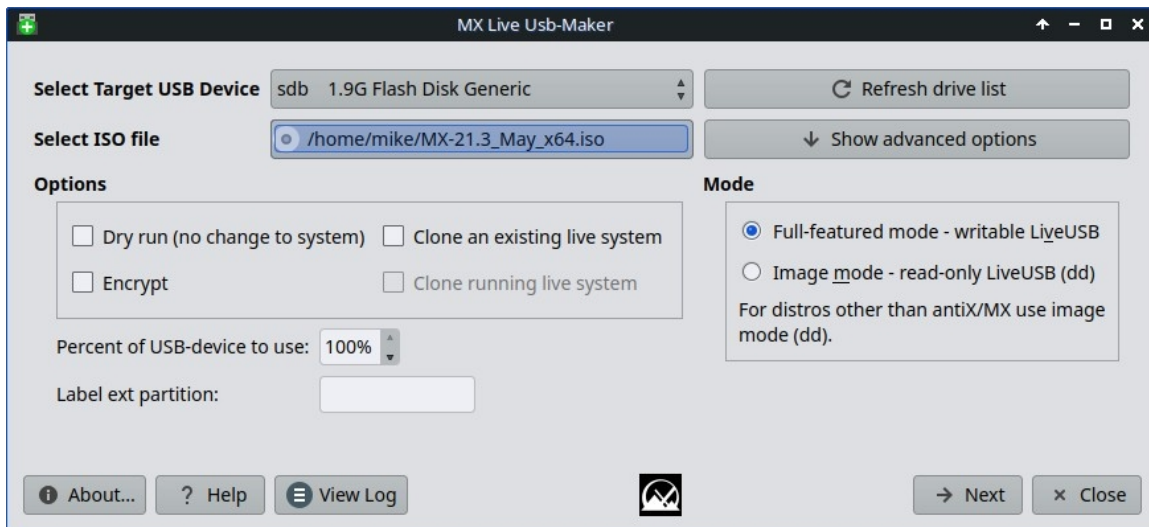 MX Live Usb-Maker
Select Target USB Device
sdb 1.9G Flash Disk Generic
Refresh drive list
Select ISO file
/home/mike/MX-21.3_May_x64.iso
Show advanced options
Options
Dry run (no change to system)
Clone an existing live system
Encrypt
Clone running live system
Percent of USB-device to use:
100%
Label ext partition:
Mode
Full-featured mode - writable LiveUSB
Image mode - read-only LiveUSB (dd)
For distros other than antiX/MX use image
mode (dd).
About...
? Help
View Log
Next
Close